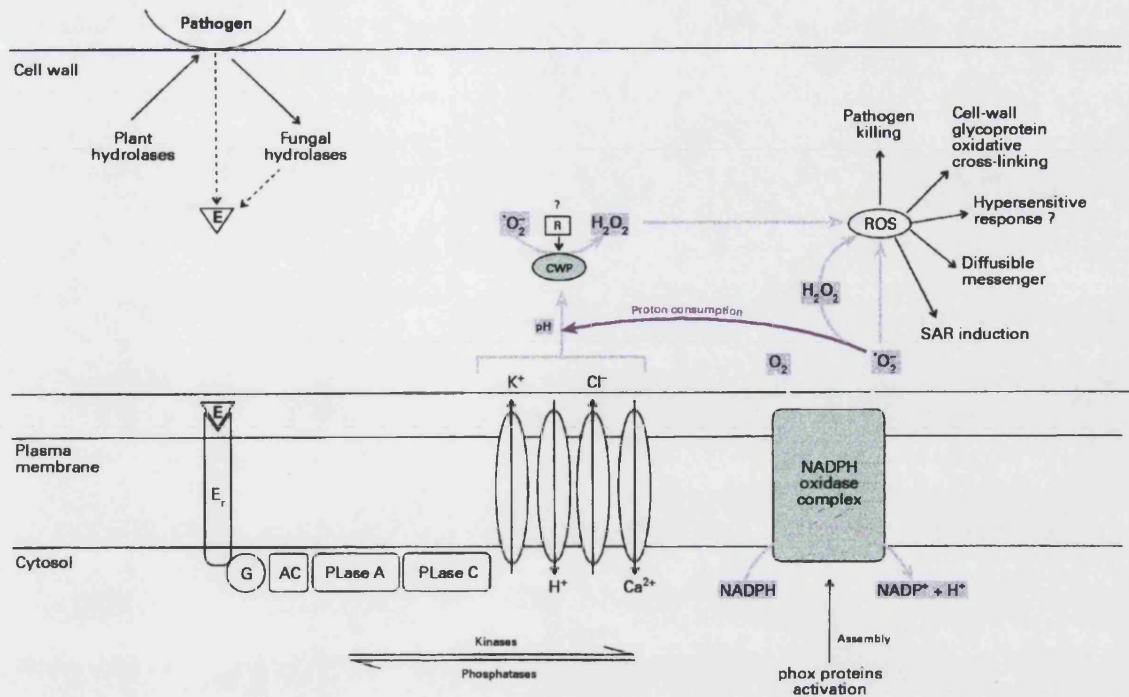 Pathogen
Cell wall
Plant
hydrolases
Fungal
hydrolases
E
Pathogen
killing
Cell-wall
glycoprotein
oxidative
cross-linking
Hypersensitive
response ?
ROS
Diffusible
messenger
SAR induction
?
•O₂⁻
R
H₂O₂
CWP
H₂O₂
Proton consumption
pH
O₂
•O₂⁻
K⁺
Cl⁻
E
Plasma
membrane
Eᵣ
NADPH
oxidase
complex
Cytosol
G
AC
PLase A
PLase C
H⁺
Ca²⁺
NADPH
NADP⁺ + H⁺
Kinases
Phosphatases
Assembly
phox proteins
activation